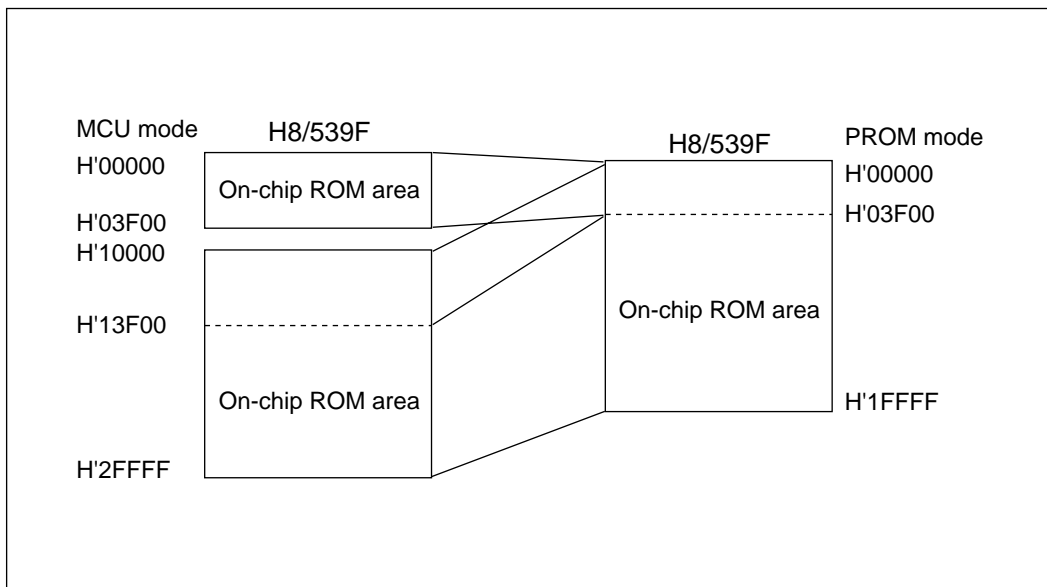 MCU mode
H8/539F
H'00000
On-chip ROM area
H'03F00
H'10000
H'13F00
On-chip ROM area
H'2FFFF
H8/539F
PROM mode
H'00000
H'03F00
On-chip ROM area
H'1FFFF